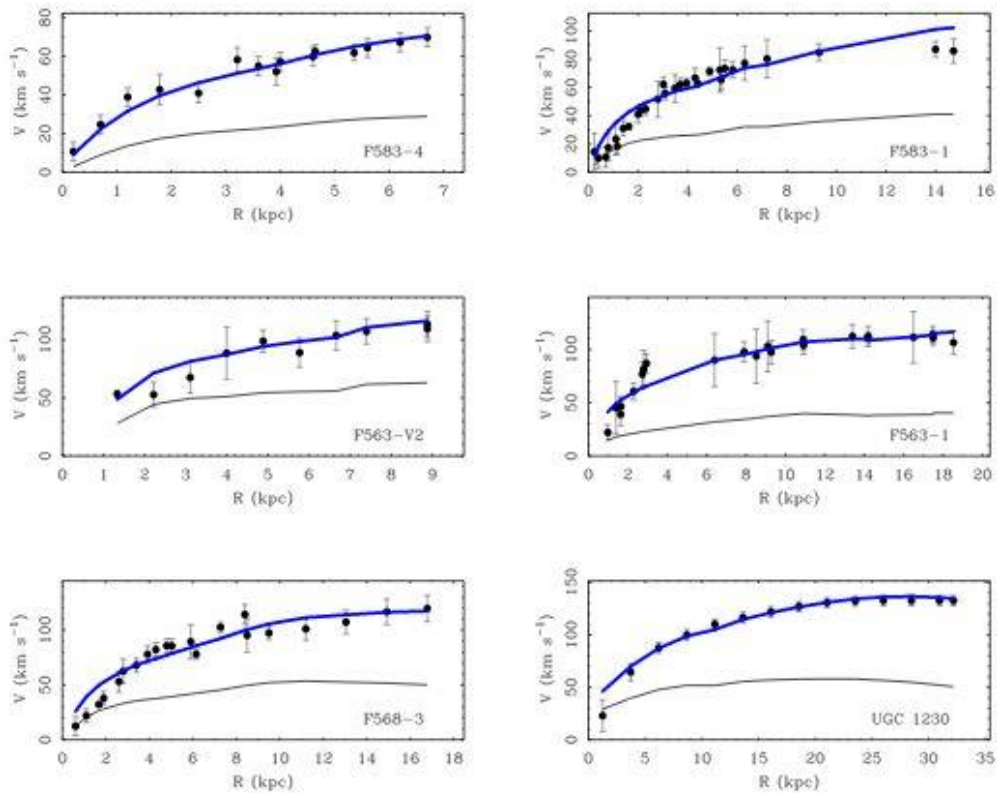 80
60
40
20
0
V (km s⁻¹)
F583-4
0 1 2 3 4 5 6 7
R (kpc)
100
80
60
40
20
0
V (km s⁻¹)
F583-1
0 2 4 6 8 10 12 14 16
R (kpc)
100
50
0
V (km s⁻¹)
F563-V2
0 1 2 3 4 5 6 7 8 9
R (kpc)
100
50
0
V (km s⁻¹)
F563-1
0 2 4 6 8 10 12 14 16 18 20
R (kpc)
100
50
0
V (km s⁻¹)
F568-3
0 2 4 6 8 10 12 14 16 18
R (kpc)
150
100
50
0
V (km s⁻¹)
UGC 1230
0 5 10 15 20 25 30 35
R (kpc)